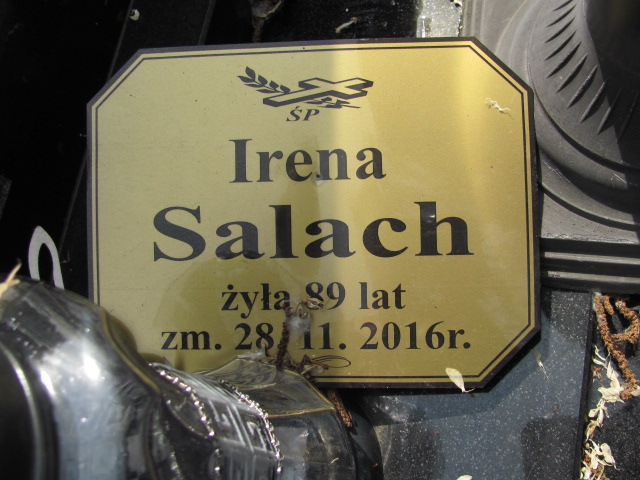 ŚP
Irena
Salach
żyła 89 lat
zm. 28. 11. 2016r.